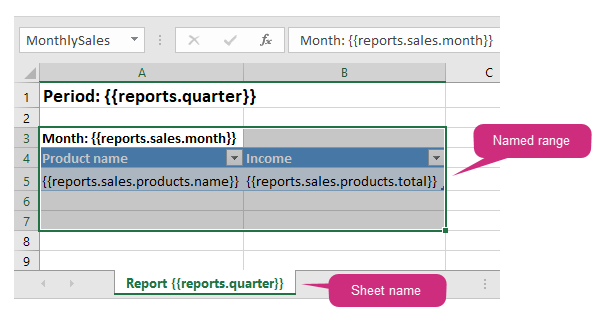 MonthlySales fx Month: {{reports.sales.month}}
A B C
1 Period: {{reports.quarter}}
2
3 Month: {{reports.sales.month}}
Named range
4 Product name Income
5 {{reports.sales.products.name}} {{reports.sales.products.total}}
6
7
8
9
Report {{reports.quarter}}
Sheet name